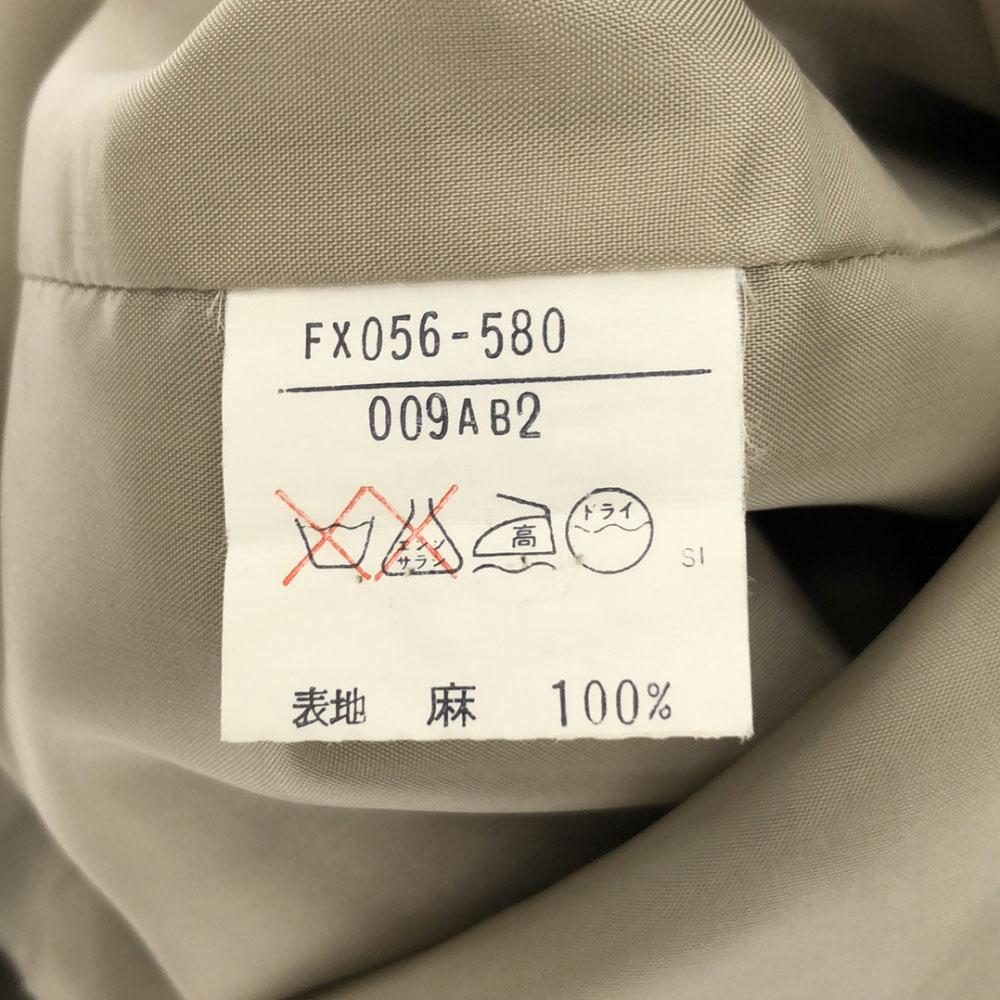 FX056-580
009AB2
エンソ
サラシ
高
ドライ
SI
表地 麻 100%